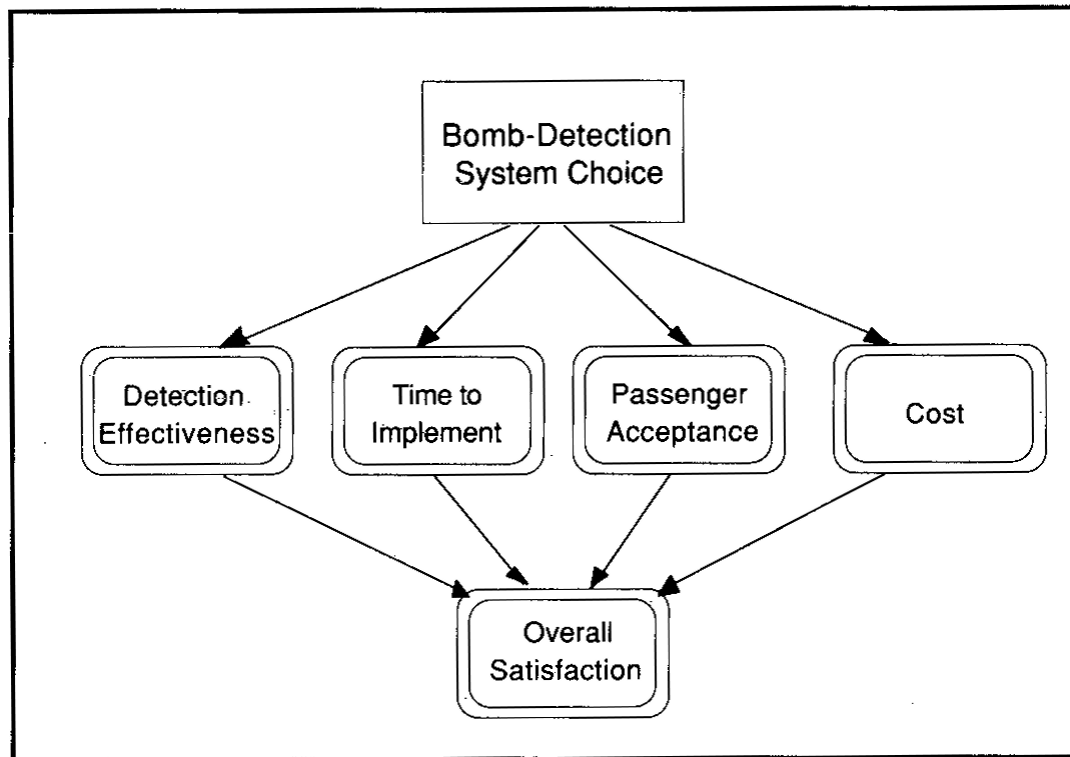 Bomb-Detection
System Choice
Detection
Effectiveness
Time to
Implement
Passenger
Acceptance
Cost
Overall
Satisfaction